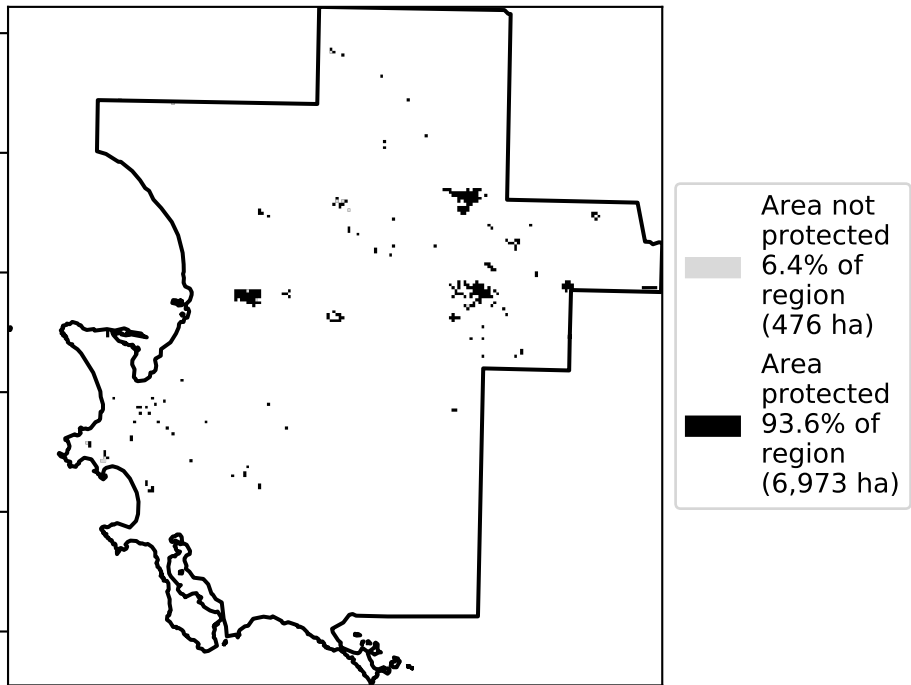 Area not
protected
6.4% of
region
(476 ha)
Area
protected
93.6% of
region
(6,973 ha)